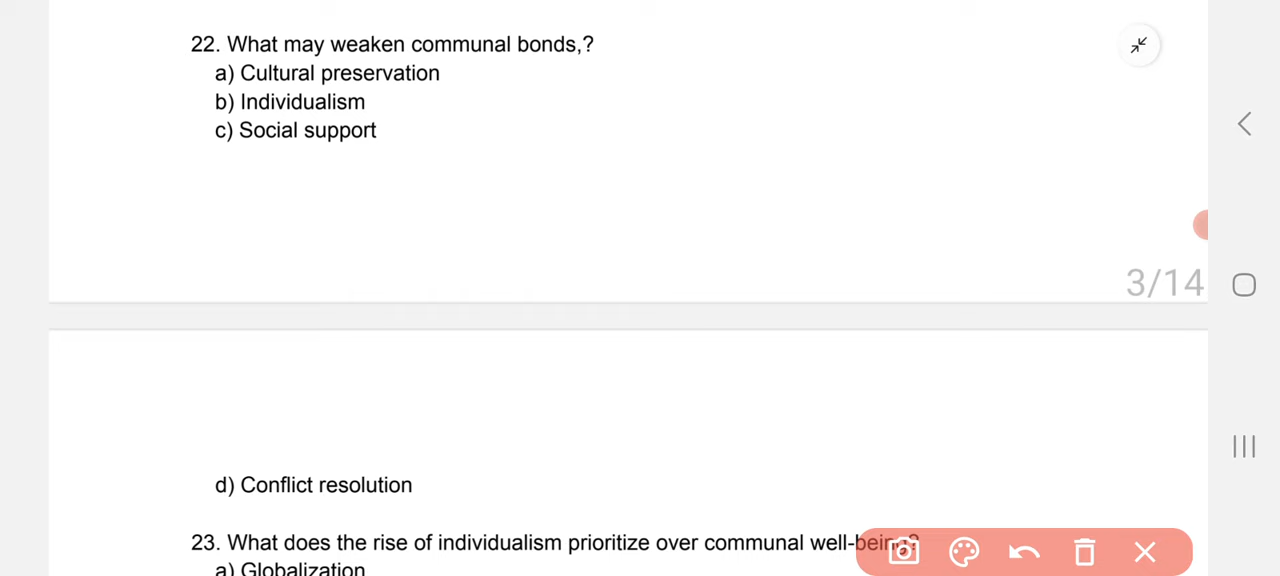 22. What may weaken communal bonds,?
a) Cultural preservation
b) Individualism
c) Social support
3/14
d) Conflict resolution
23. What does the rise of individualism prioritize over communal well-being?
a) Globalization